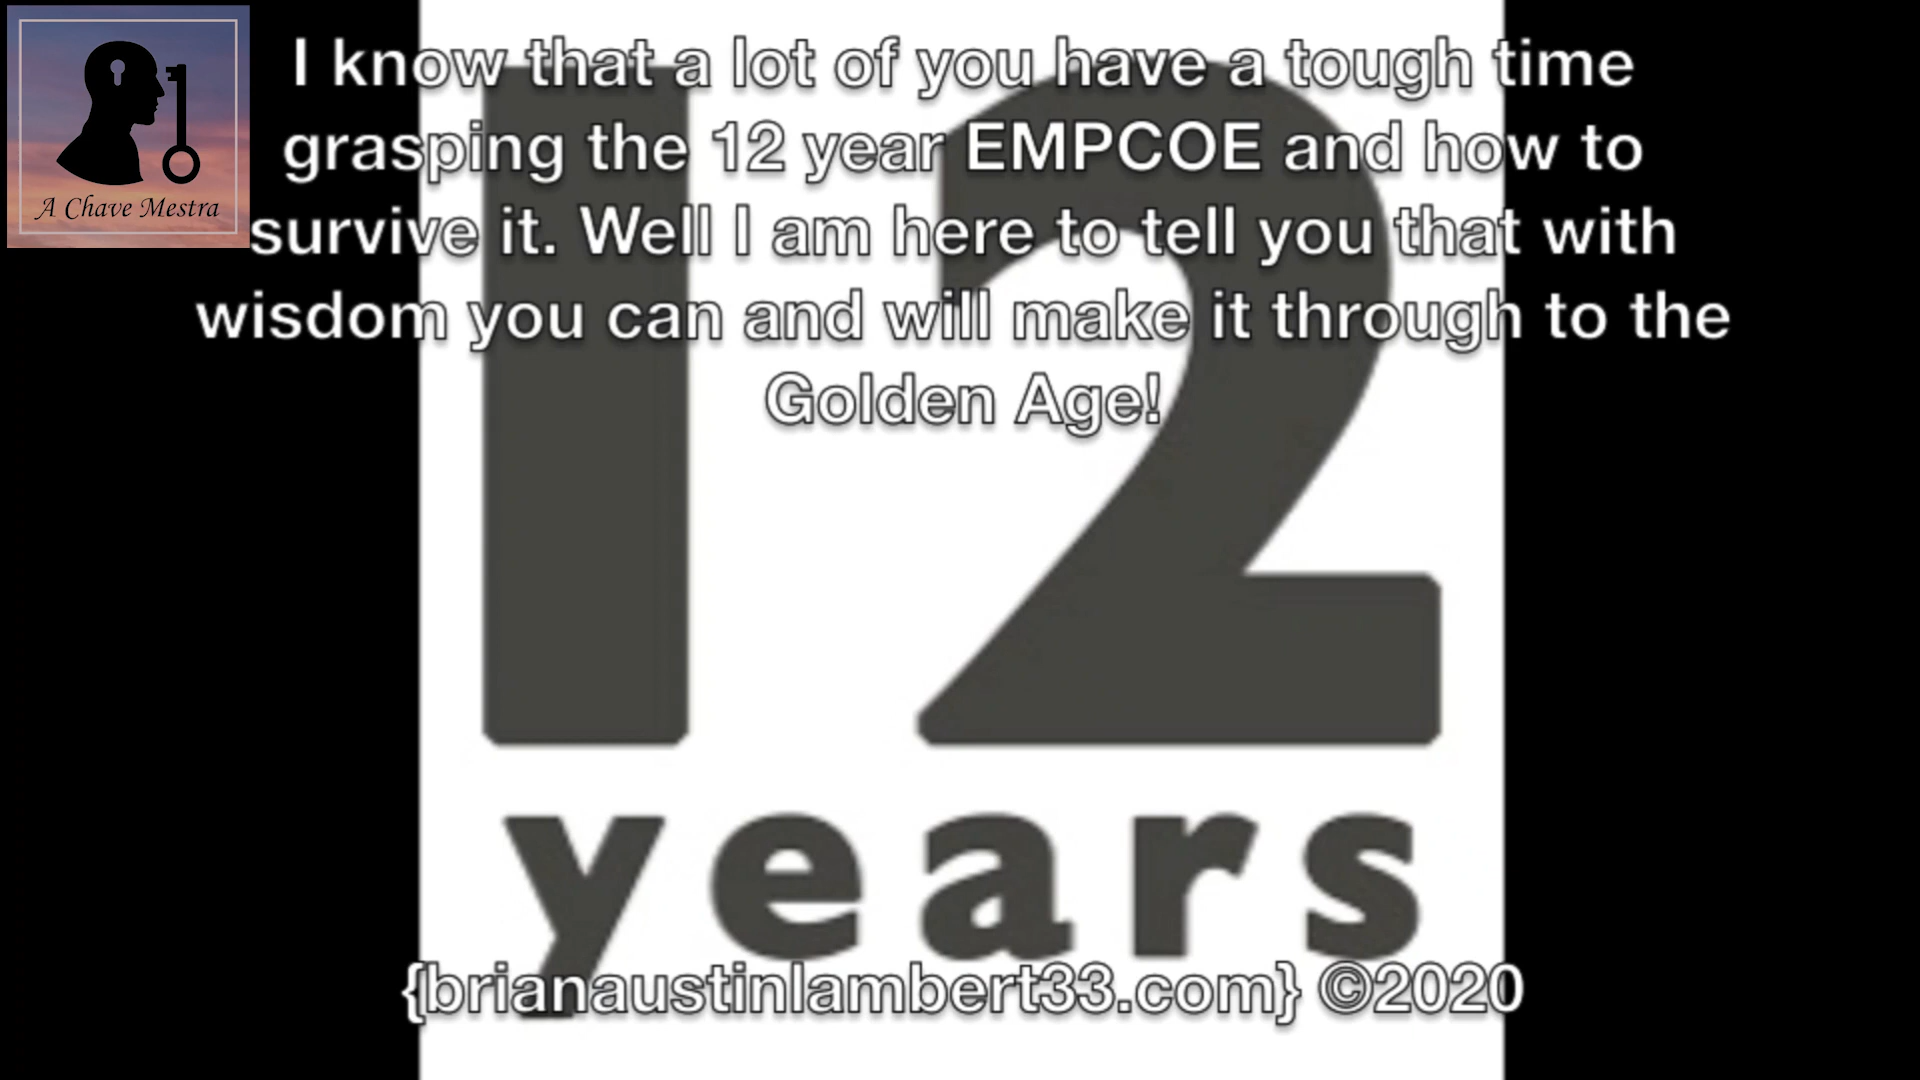 A Chave Mestra
I know that a lot of you have a tough time
grasping the 12 year EMPCOE and how to
survive it. Well I am here to tell you that with
wisdom you can and will make it through to the
Golden Age!
12
years
{brianaustinlambert33.com} ©2020